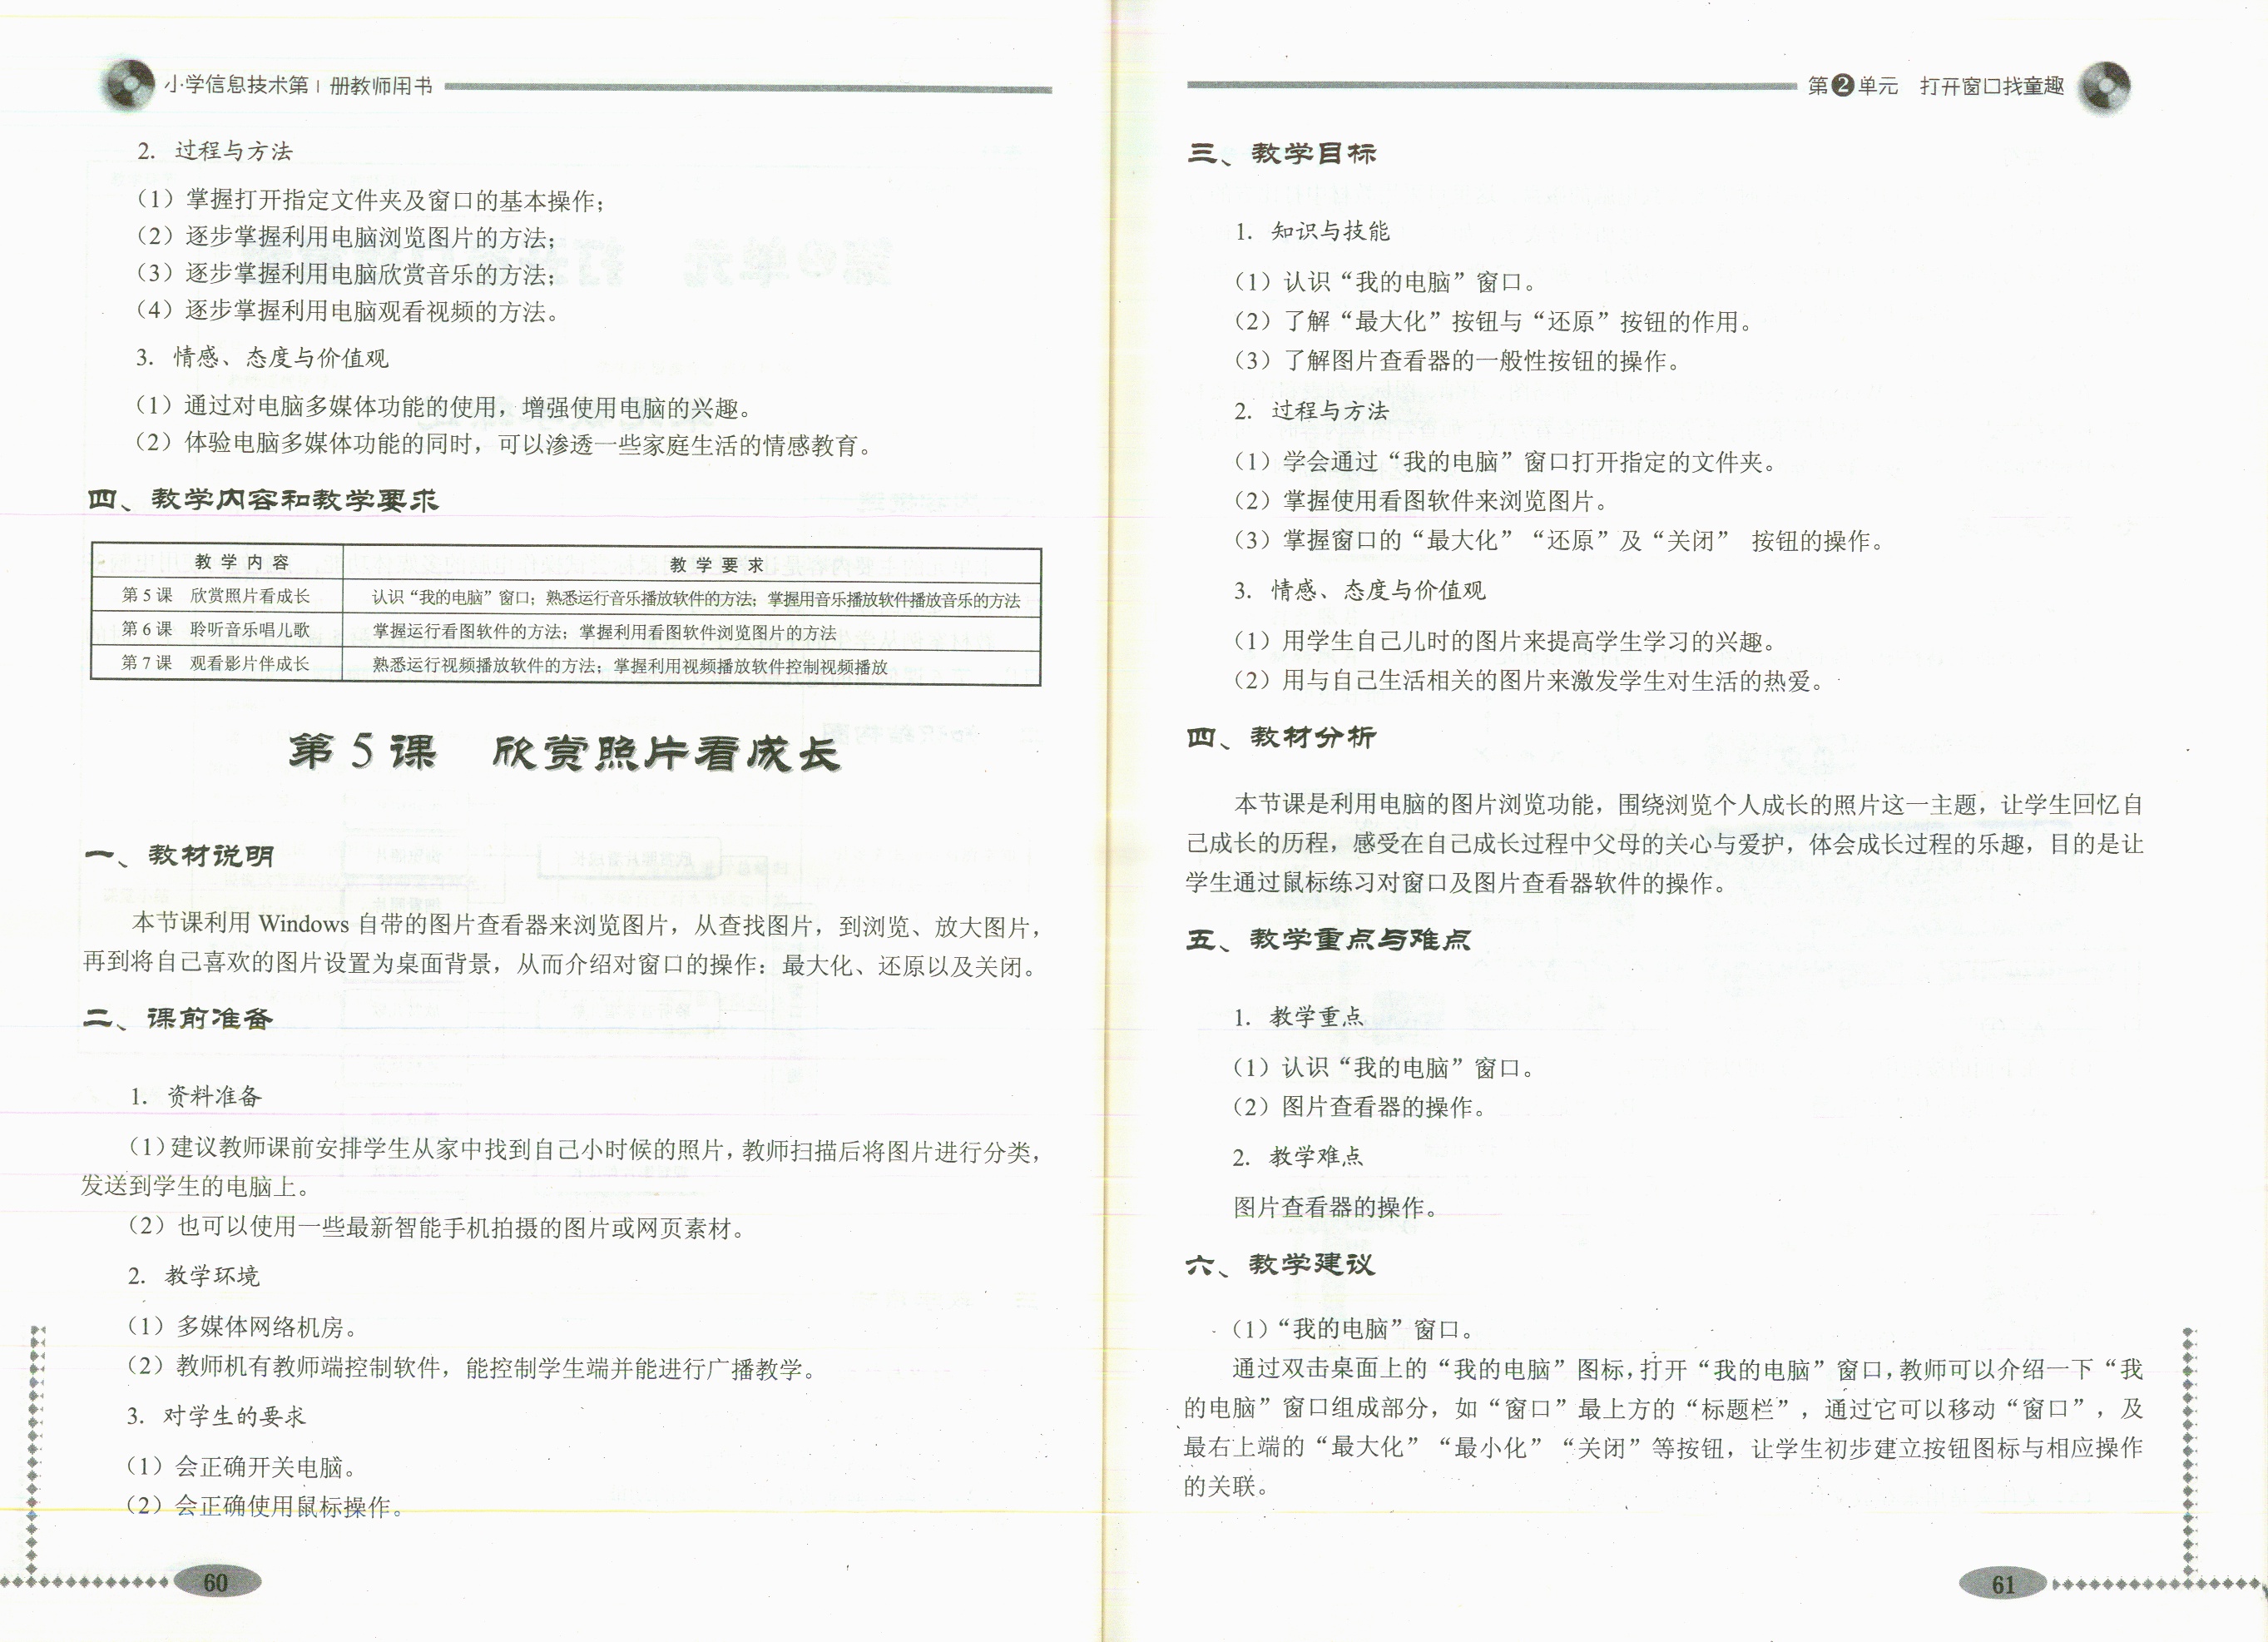 小学信息技术第1册教师用书
2. 过程与方法
（1）掌握打开指定文件夹及窗口的基本操作；
（2）逐步掌握利用电脑浏览图片的方法；
（3）逐步掌握利用电脑欣赏音乐的方法；
（4）逐步掌握利用电脑观看视频的方法。
3. 情感、态度与价值观
（1）通过对电脑多媒体功能的使用，增强使用电脑的兴趣。
（2）体验电脑多媒体功能的同时，可以渗透一些家庭生活的情感教育。
四、教学内容和教学要求
教 学 内 容 教 学 要 求
第 5 课 欣赏照片看成长 认识“我的电脑”窗口；熟悉运行音乐播放软件的方法；掌握用音乐播放软件播放音乐的方法
第 6 课 聆听音乐唱儿歌 掌握运行看图软件的方法；掌握利用看图软件浏览图片的方法
第 7 课 观看影片伴成长 熟悉运行视频播放软件的方法；掌握利用视频播放软件控制视频播放
第 5 课 欣赏照片看成长
一、教材说明
本节课利用 Windows 自带的图片查看器来浏览图片，从查找图片，到浏览、放大图片，
再到将自己喜欢的图片设置为桌面背景，从而介绍对窗口的操作：最大化、还原以及关闭。
二、课前准备
1. 资料准备
（1）建议教师课前安排学生从家中找到自己小时候的照片，教师扫描后将图片进行分类，
发送到学生的电脑上。
（2）也可以使用一些最新智能手机拍摄的图片或网页素材。
2. 教学环境
（1）多媒体网络机房。
（2）教师机有教师端控制软件，能控制学生端并能进行广播教学。
3. 对学生的要求
（1）会正确开关电脑。
（2）会正确使用鼠标操作。
60
第2单元 打开窗口找童趣
三、教学目标
1. 知识与技能
（1）认识“我的电脑”窗口。
（2）了解“最大化”按钮与“还原”按钮的作用。
（3）了解图片查看器的一般性按钮的操作。
2. 过程与方法
（1）学会通过“我的电脑”窗口打开指定的文件夹。
（2）掌握使用看图软件来浏览图片。
（3）掌握窗口的“最大化”“还原”及“关闭” 按钮的操作。
3. 情感、态度与价值观
（1）用学生自己儿时的图片来提高学生学习的兴趣。
（2）用与自己生活相关的图片来激发学生对生活的热爱。
四、教材分析
本节课是利用电脑的图片浏览功能，围绕浏览个人成长的照片这一主题，让学生回忆自
己成长的历程，感受在自己成长过程中父母的关心与爱护，体会成长过程的乐趣，目的是让
学生通过鼠标练习对窗口及图片查看器软件的操作。
五、教学重点与难点
1. 教学重点
（1）认识“我的电脑”窗口。
（2）图片查看器的操作。
2. 教学难点
图片查看器的操作。
六、教学建议
（1）“我的电脑”窗口。
通过双击桌面上的“我的电脑”图标，打开“我的电脑”窗口，教师可以介绍一下“我
的电脑”窗口组成部分，如“窗口”最上方的“标题栏”，通过它可以移动“窗口”，及
最右上端的“最大化”“最小化”“关闭”等按钮，让学生初步建立按钮图标与相应操作
的关联。
61